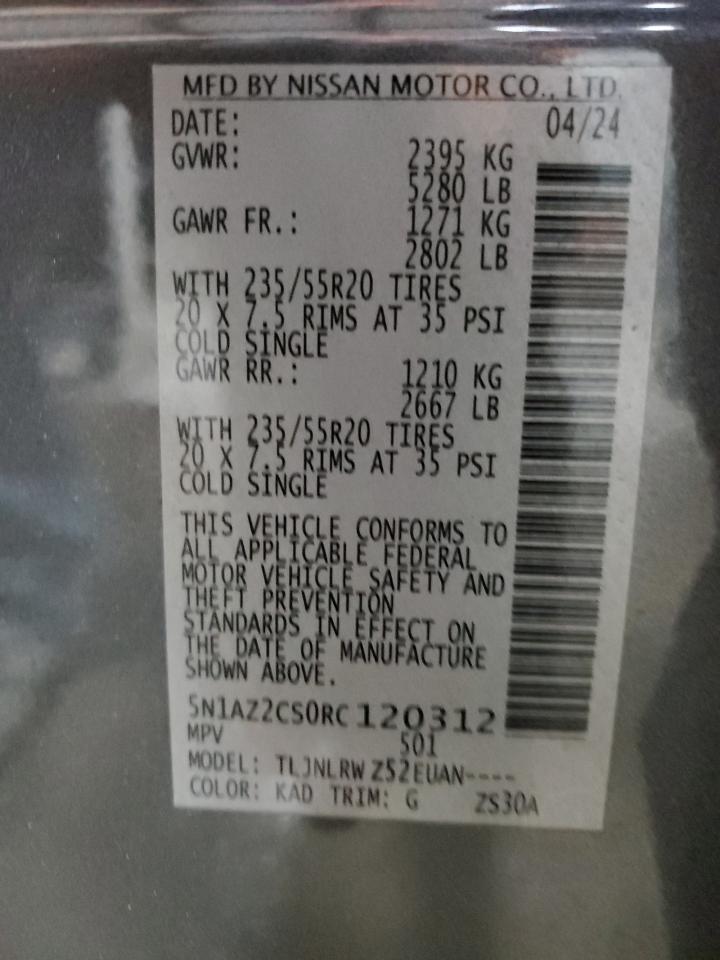 MFD BY NISSAN MOTOR CO., LTD.
DATE: 04/24
GVWR: 2395 KG
5280 LB
GAWR FR.: 1271 KG
2802 LB
WITH 235/55R20 TIRES
20 X 7.5 RIMS AT 35 PSI
COLD SINGLE
GAWR RR.: 1210 KG
2667 LB
WITH 235/55R20 TIRES
20 X 7.5 RIMS AT 35 PSI
COLD SINGLE
THIS VEHICLE CONFORMS TO
ALL APPLICABLE FEDERAL
MOTOR VEHICLE SAFETY AND
THEFT PREVENTION
STANDARDS IN EFFECT ON
THE DATE OF MANUFACTURE
SHOWN ABOVE.
5N1AZ2CS0RC120312
MPV 501
MODEL: TLJNLRWZ52EUAN----
COLOR: KAD TRIM: G ZS30A